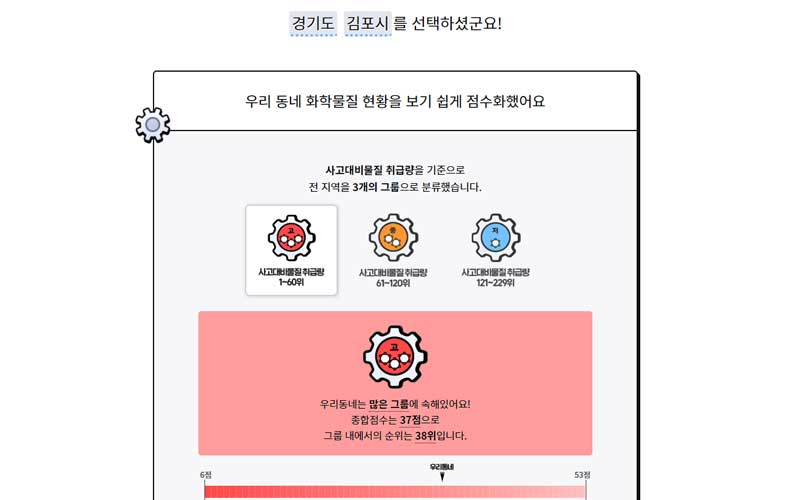 경기도 김포시 를 선택하셨군요!
우리 동네 화학물질 현황을 보기 쉽게 점수화했어요
사고대비물질 취급량을 기준으로
전 지역을 3개의 그룹으로 분류했습니다.
고 중 저
사고대비물질 취급량 사고대비물질 취급량 사고대비물질 취급량
1~60위 61~120위 121~229위
고
우리동네는 많은 그룹에 속해있어요!
종합점수는 37점으로
그룹 내에서의 순위는 38위입니다.
우리동네
6점 53점